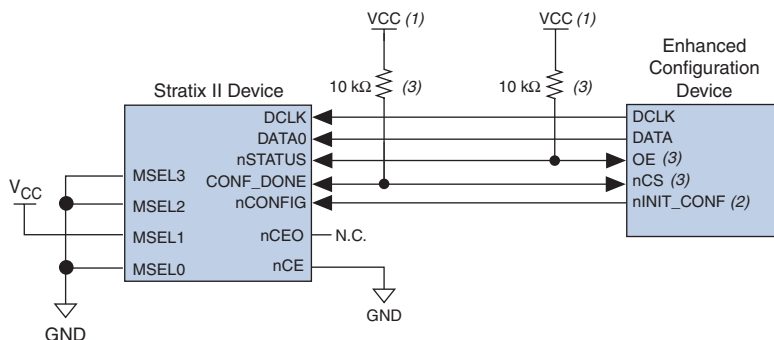 VCC (1)
VCC (1)
Enhanced
Configuration
Device
10 kΩ
(3)
10 kΩ
(3)
Stratix II Device
DCLK
DCLK
DATA0
DATA
nSTATUS
OE (3)
MSEL3
CONF_DONE
nCS (3)
VCC
MSEL2
nCONFIG
nINIT_CONF (2)
MSEL1
nCEO
N.C.
MSEL0
nCE
GND
GND